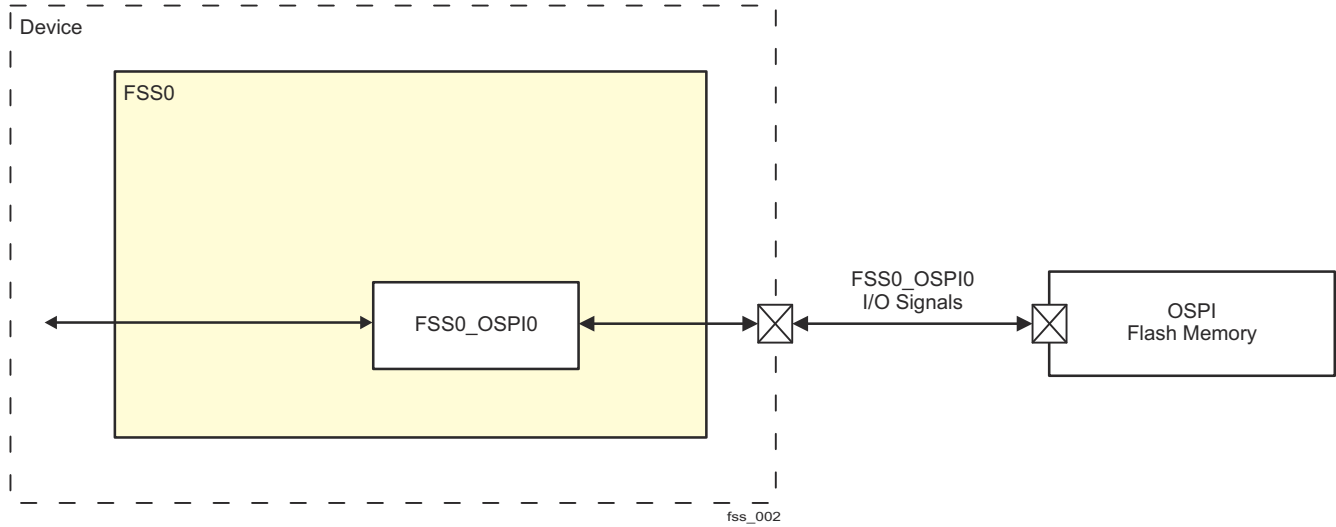 Device
FSS0
FSS0_OSPI0
FSS0_OSPI0
I/O Signals
OSPI
Flash Memory
fss_002